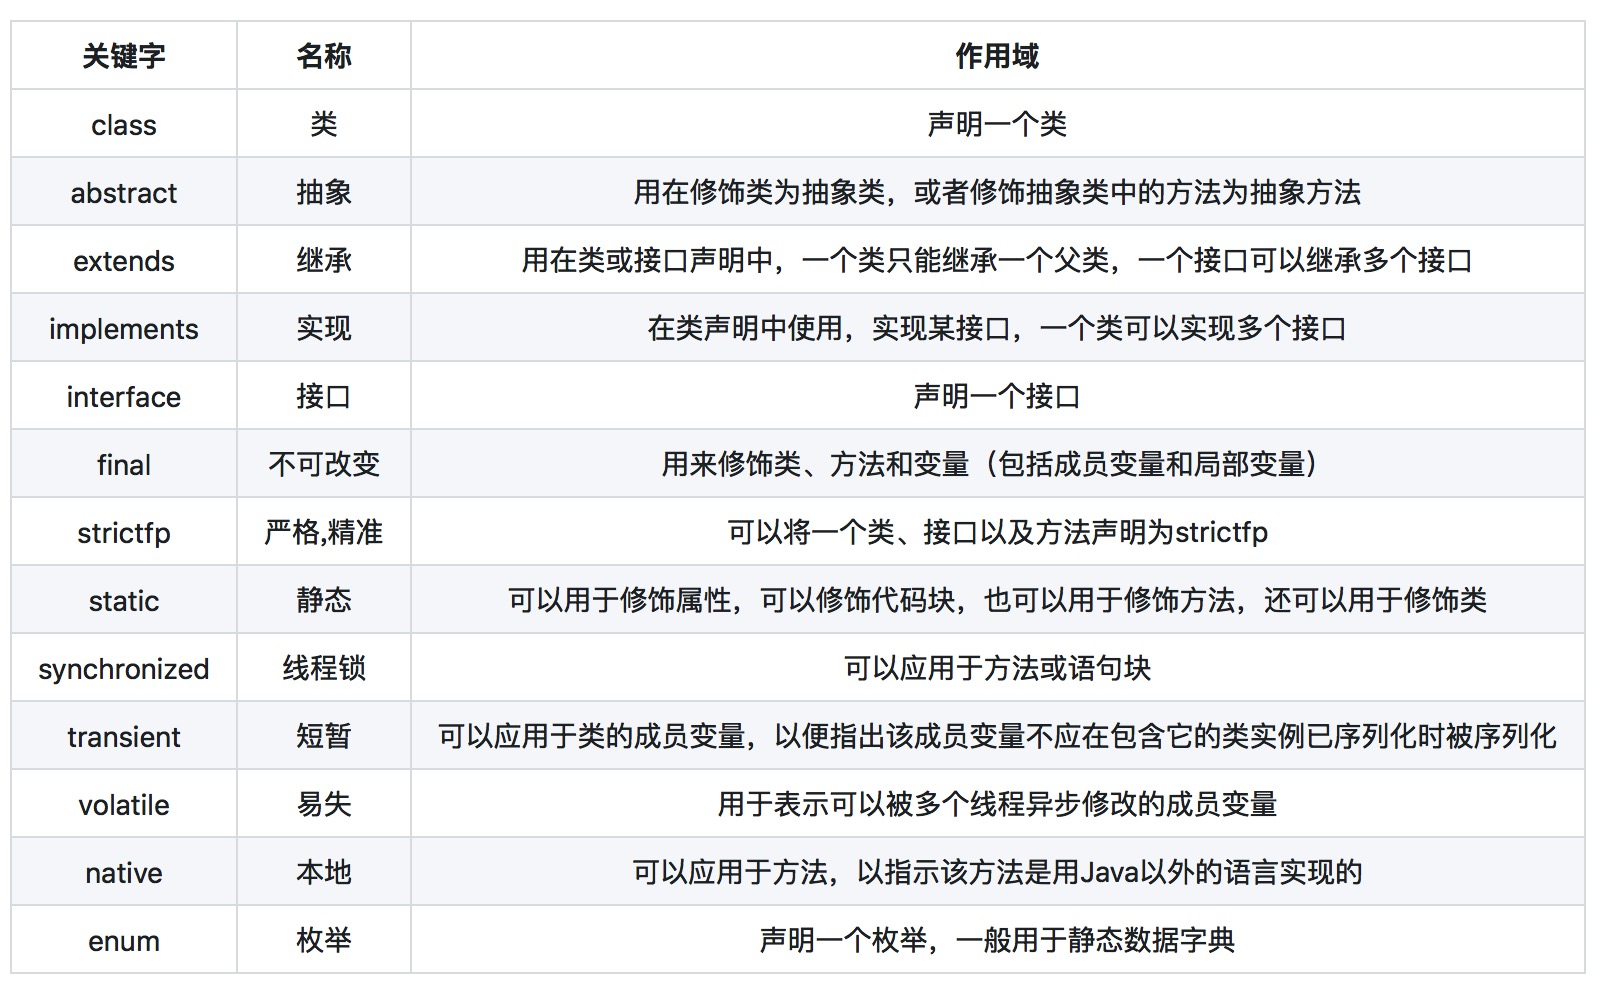 关键字 名称 作用域
class 类 声明一个类
abstract 抽象 用在修饰类为抽象类，或者修饰抽象类中的方法为抽象方法
extends 继承 用在类或接口声明中，一个类只能继承一个父类，一个接口可以继承多个接口
implements 实现 在类声明中使用，实现某接口，一个类可以实现多个接口
interface 接口 声明一个接口
final 不可改变 用来修饰类、方法和变量（包括成员变量和局部变量）
strictfp 严格,精准 可以将一个类、接口以及方法声明为strictfp
static 静态 可以用于修饰属性，可以修饰代码块，也可以用于修饰方法，还可以用于修饰类
synchronized 线程锁 可以应用于方法或语句块
transient 短暂 可以应用于类的成员变量，以便指出该成员变量不应在包含它的类实例已序列化时被序列化
volatile 易失 用于表示可以被多个线程异步修改的成员变量
native 本地 可以应用于方法，以指示该方法是用Java以外的语言实现的
enum 枚举 声明一个枚举，一般用于静态数据字典